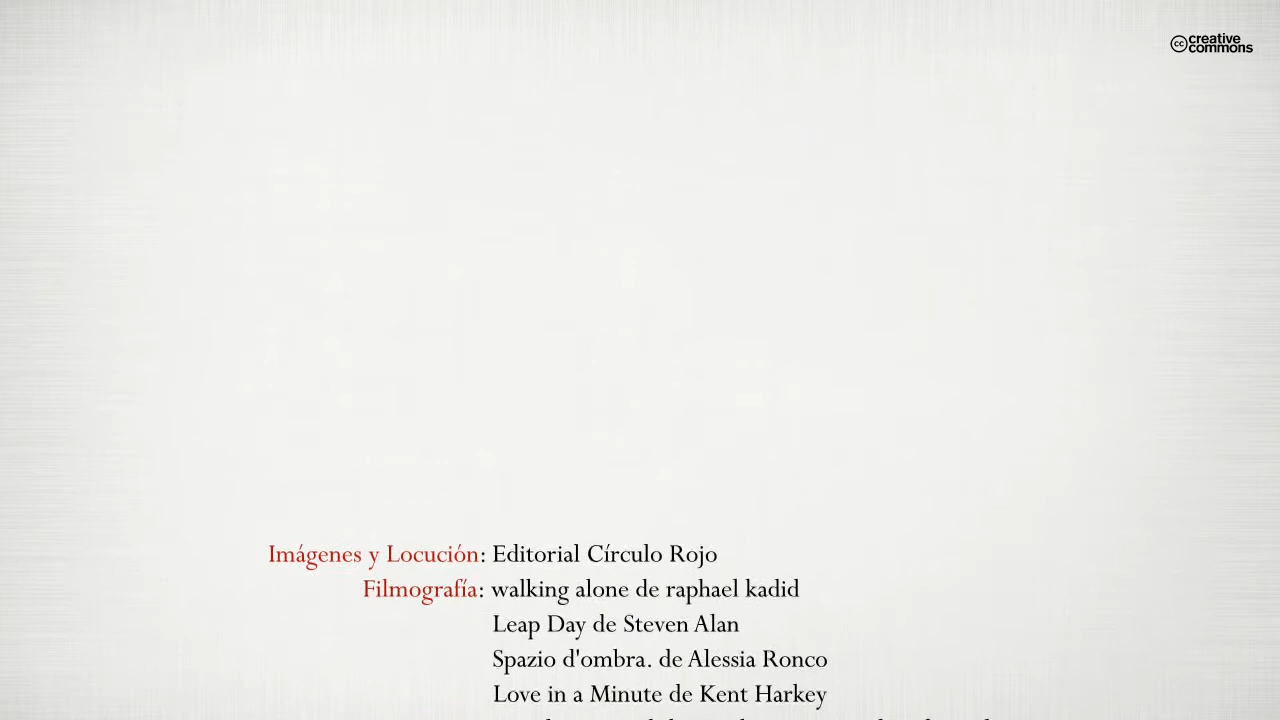 cc creative
commons
Imágenes y Locución: Editorial Círculo Rojo
Filmografía: walking alone de raphael kadid
Leap Day de Steven Alan
Spazio d'ombra. de Alessia Ronco
Love in a Minute de Kent Harkey